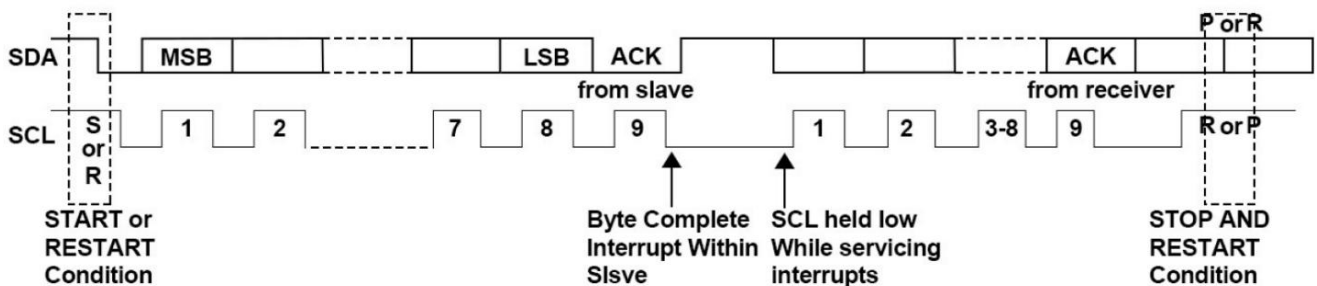 P or R
SDA MSB LSB ACK ACK
from slave from receiver
SCL S or R 1 2 7 8 9 1 2 3-8 9 R or P
START or
RESTART
Condition
Byte Complete
Interrupt Within
Slsve
SCL held low
While servicing
interrupts
STOP AND
RESTART
Condition